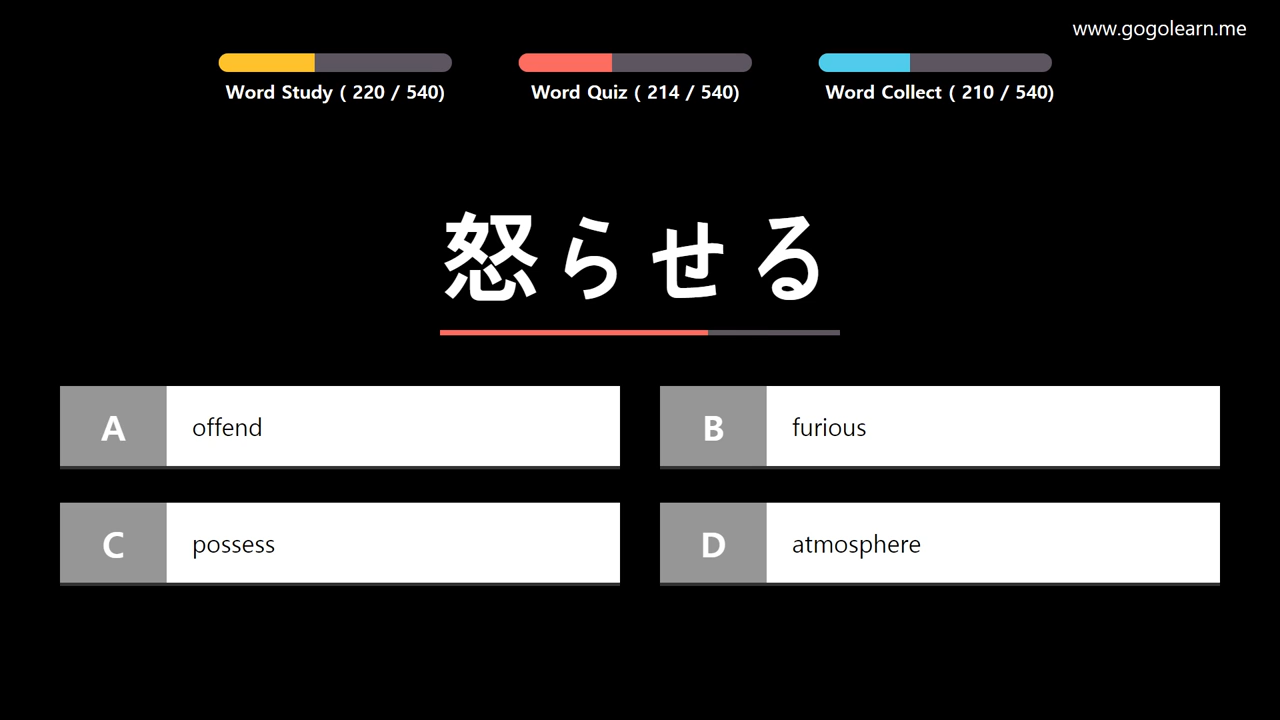 www.gogolearn.me
Word Study ( 220 / 540)
Word Quiz ( 214 / 540)
Word Collect ( 210 / 540)
怒らせる
A offend
B furious
C possess
D atmosphere